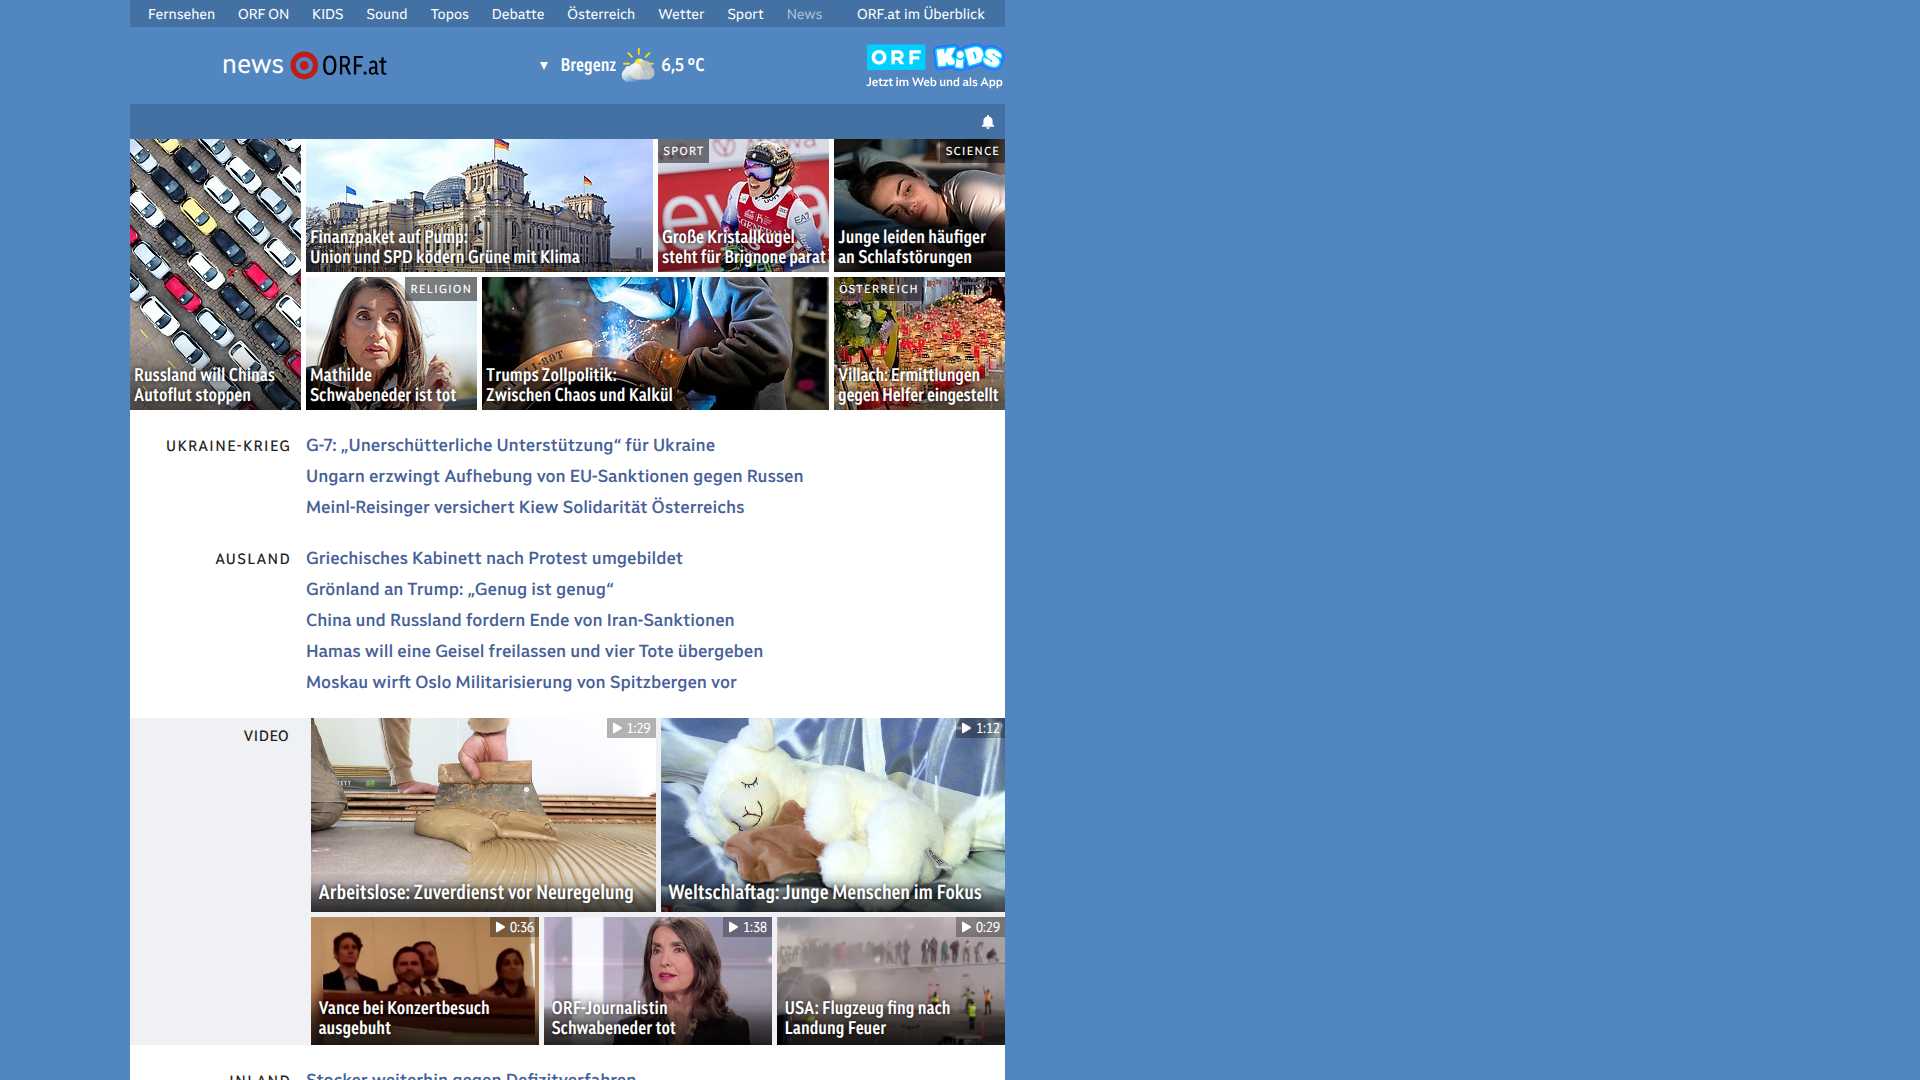 Fernsehen ORF ON KIDS Sound Topos Debatte Österreich Wetter Sport News ORF.at im Überblick
news ORF.at
Bregenz 6,5 °C
ORF KiDS
Jetzt im Web und als App
Russland will Chinas
Autoflut stoppen
Finanzpaket auf Pump:
Union und SPD ködern Grüne mit Klima
SPORT
Große Kristallkugel
steht für Brignone parat
SCIENCE
Junge leiden häufiger
an Schlafstörungen
RELIGION
Mathilde
Schwabeneder ist tot
Trumps Zollpolitik:
Zwischen Chaos und Kalkül
ÖSTERREICH
Villach: Ermittlungen
gegen Helfer eingestellt
UKRAINE-KRIEG
G-7: „Unerschütterliche Unterstützung“ für Ukraine
Ungarn erzwingt Aufhebung von EU-Sanktionen gegen Russen
Meinl-Reisinger versichert Kiew Solidarität Österreichs
AUSLAND
Griechisches Kabinett nach Protest umgebildet
Grönland an Trump: „Genug ist genug“
China und Russland fordern Ende von Iran-Sanktionen
Hamas will eine Geisel freilassen und vier Tote übergeben
Moskau wirft Oslo Militarisierung von Spitzbergen vor
VIDEO
1:29
Arbeitslose: Zuverdienst vor Neuregelung
1:12
Weltschlaftag: Junge Menschen im Fokus
0:36
Vance bei Konzertbesuch
ausgebuht
1:38
ORF-Journalistin
Schwabeneder tot
0:29
USA: Flugzeug fing nach
Landung Feuer
INLAND
Stocker weiterhin gegen Defizitverfahren